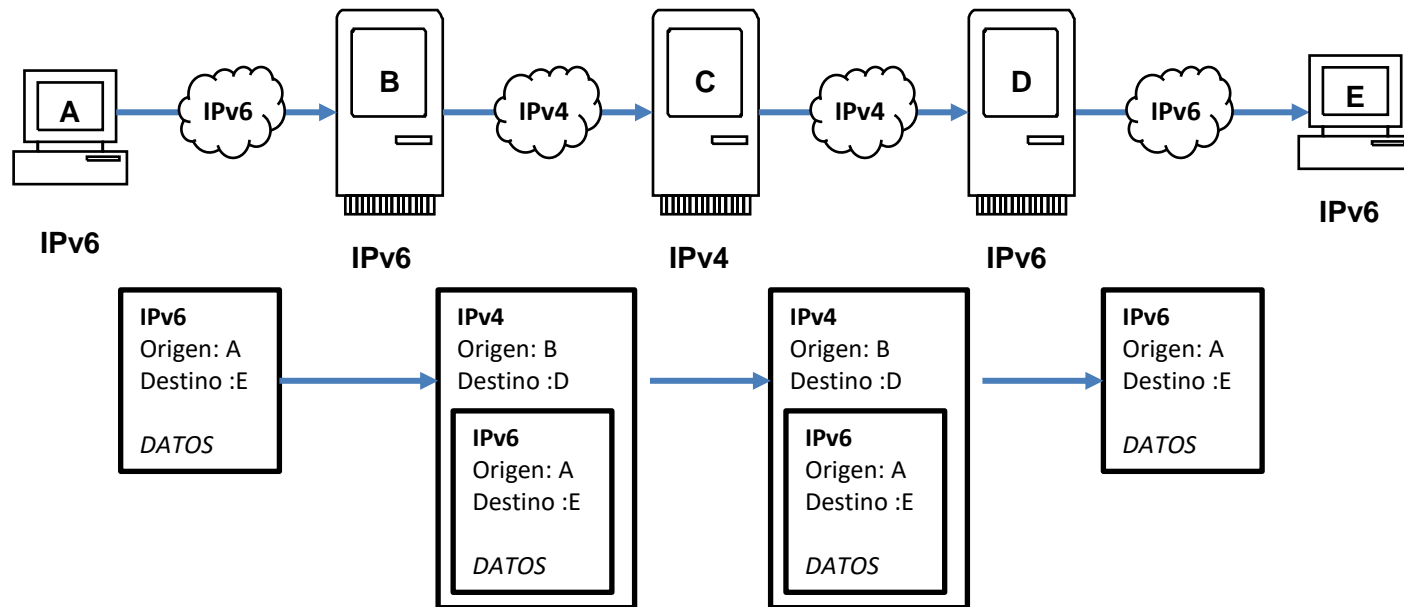 A
IPv6
B
IPv4
C
IPv4
D
IPv6
E
IPv6
IPv6
IPv4
IPv6
IPv6
IPv6
Origen: A
Destino :E
DATOS
IPv4
Origen: B
Destino :D
IPv6
Origen: A
Destino :E
DATOS
IPv4
Origen: B
Destino :D
IPv6
Origen: A
Destino :E
DATOS
IPv6
Origen: A
Destino :E
DATOS